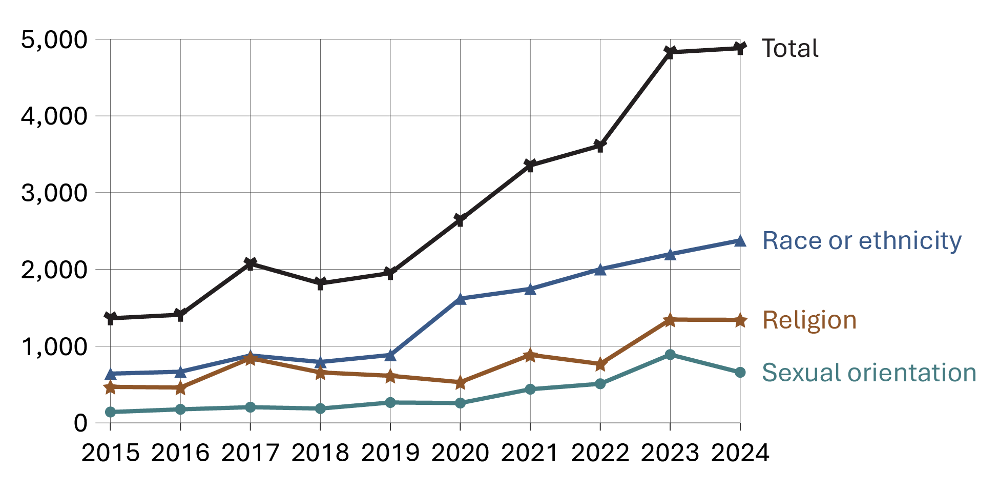 5,000
Total
4,000
3,000
Race or ethnicity
2,000
Religion
1,000
Sexual orientation
0
2015 2016 2017 2018 2019 2020 2021 2022 2023 2024